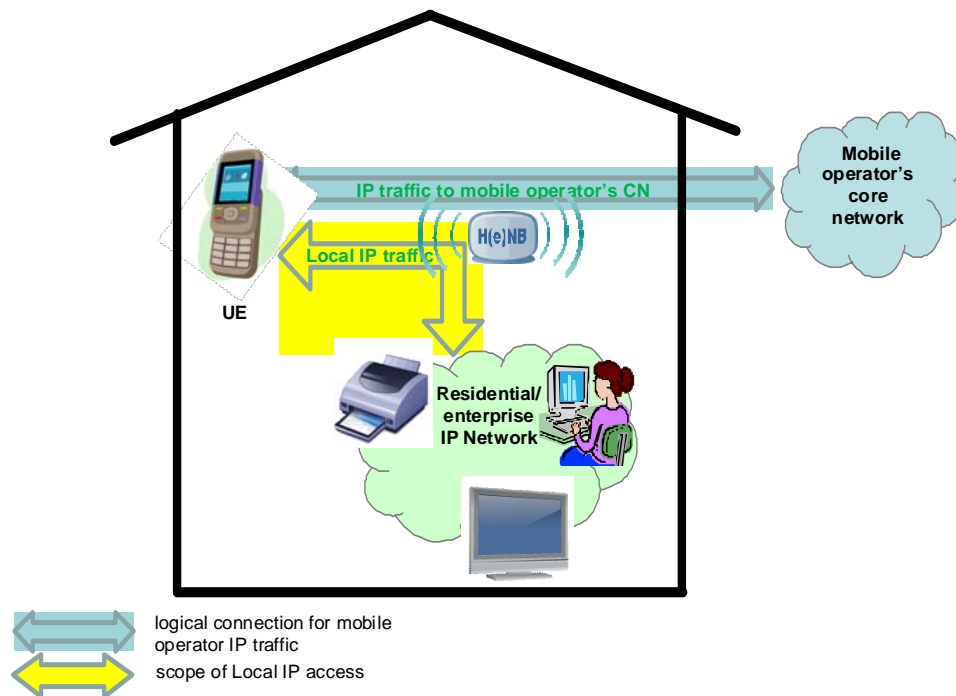 Mobile
operator's
core
network
IP traffic to mobile operator's CN
H(e)NB
Local IP traffic
UE
Residential/
enterprise
IP Network
logical connection for mobile
operator IP traffic
scope of Local IP access